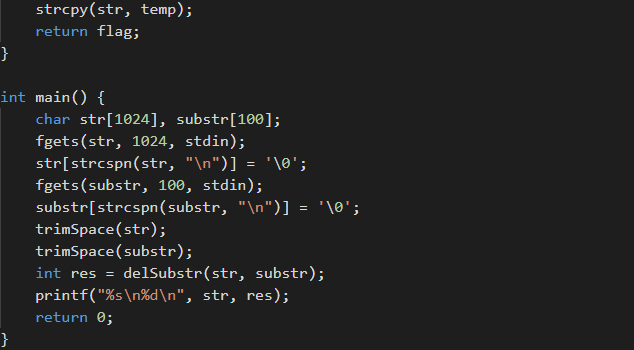 strcpy(str, temp);
    return flag;
}

int main() {
    char str[1024], substr[100];
    fgets(str, 1024, stdin);
    str[strcspn(str, "\n")] = '\0';
    fgets(substr, 100, stdin);
    substr[strcspn(substr, "\n")] = '\0';
    trimSpace(str);
    trimSpace(substr);
    int res = delSubstr(str, substr);
    printf("%s\n%d\n", str, res);
    return 0;
}